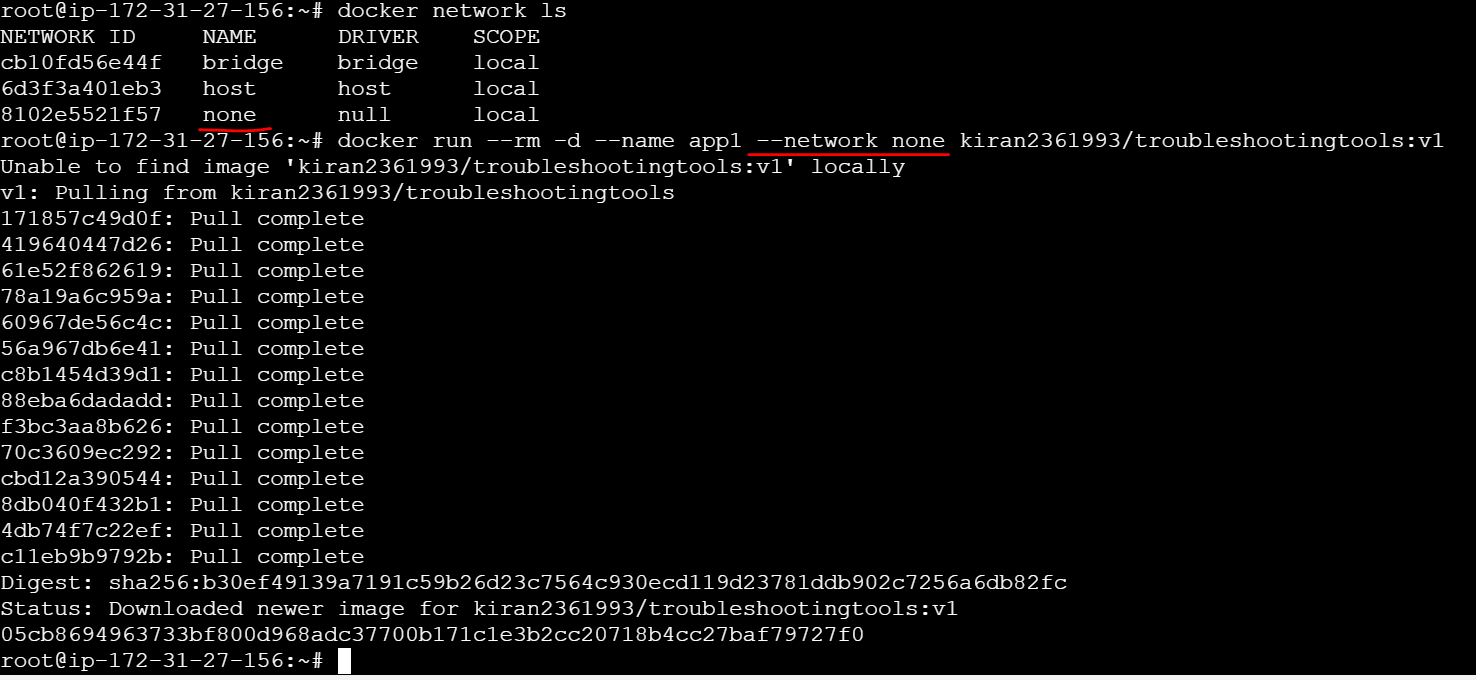 root@ip-172-31-27-156:~# docker network ls
NETWORK ID     NAME      DRIVER    SCOPE
cb10fd56e44f   bridge    bridge    local
6d3f3a401eb3   host      host      local
8102e5521f57   none      null      local
root@ip-172-31-27-156:~# docker run --rm -d --name app1 --network none kiran2361993/troubleshootingtools:v1
Unable to find image 'kiran2361993/troubleshootingtools:v1' locally
v1: Pulling from kiran2361993/troubleshootingtools
171857c49d0f: Pull complete
419640447d26: Pull complete
61e52f862619: Pull complete
78a19a6c959a: Pull complete
60967de56c4c: Pull complete
56a967db6e41: Pull complete
c8b1454d39d1: Pull complete
88eba6dadadd: Pull complete
f3bc3aa8b626: Pull complete
70c3609ec292: Pull complete
cbd12a390544: Pull complete
8db040f432b1: Pull complete
4db74f7c22ef: Pull complete
c11eb9b9792b: Pull complete
Digest: sha256:b30ef49139a7191c59b26d23c7564c930ecd119d23781ddb902c7256a6db82fc
Status: Downloaded newer image for kiran2361993/troubleshootingtools:v1
05cb8694963733bf800d968adc37700b171c1e3b2cc20718b4cc27baf79727f0
root@ip-172-31-27-156:~#